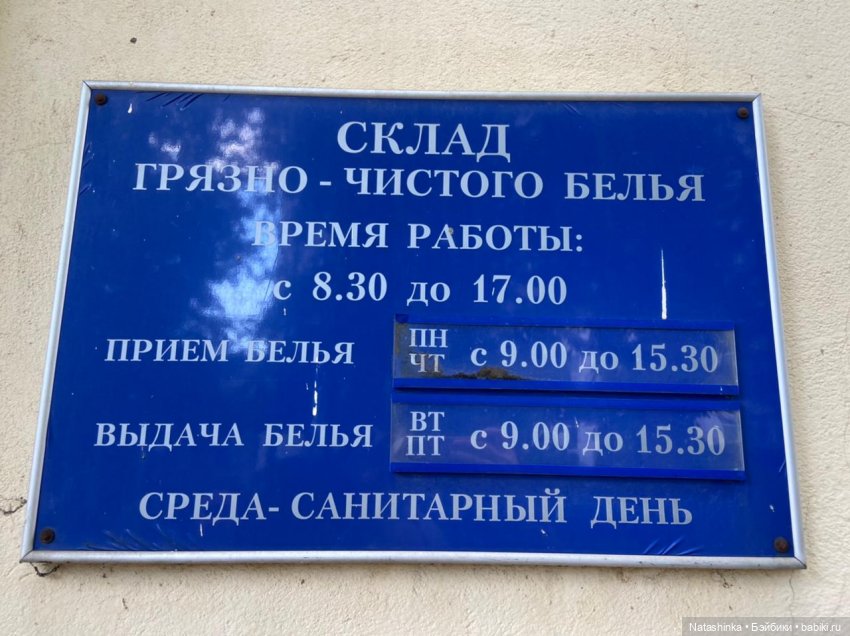 СКЛАД
ГРЯЗНО - ЧИСТОГО БЕЛЬЯ
ВРЕМЯ РАБОТЫ:
с 8.30 до 17.00
ПРИЕМ БЕЛЬЯ ПН ЧТ с 9.00 до 15.30
ВЫДАЧА БЕЛЬЯ ВТ ПТ с 9.00 до 15.30
СРЕДА- САНИТАРНЫЙ ДЕНЬ
Natashinka • Бэйбики • babiki.ru